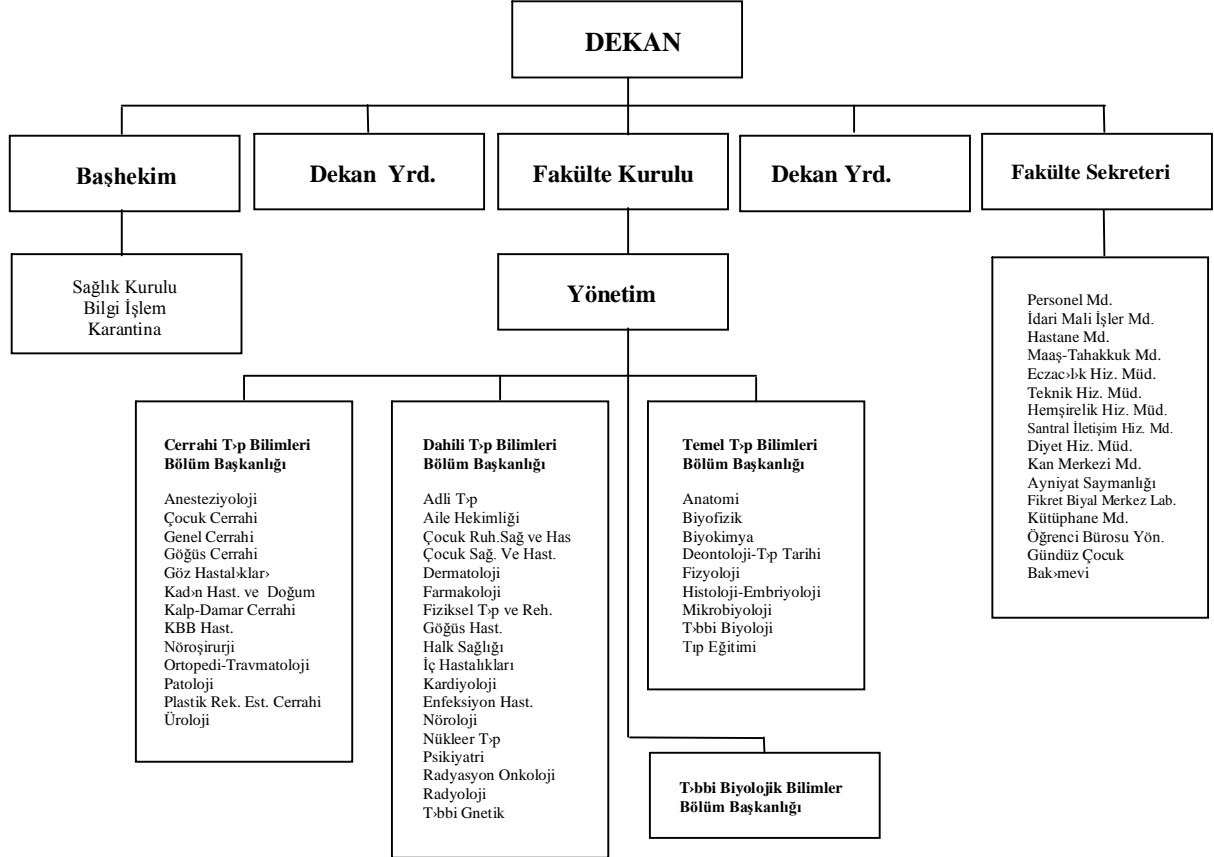 DEKAN
Başhekim
Dekan Yrd.
Fakülte Kurulu
Dekan Yrd.
Fakülte Sekreteri
Sağlık Kurulu
Bilgi İşlem
Karantina
Yönetim
Personel Md.
İdari Mali İşler Md.
Hastane Md.
Maaş-Tahakkuk Md.
Eczac›l›k Hiz. Müd.
Teknik Hiz. Müd.
Hemşirelik Hiz. Müd.
Santral İletişim Hiz. Md.
Diyet Hiz. Müd.
Kan Merkezi Md.
Ayniyat Saymanlığı
Fikret Biyal Merkez Lab.
Kütüphane Md.
Öğrenci Bürosu Yön.
Gündüz Çocuk
Bak›mevi
Cerrahi T›p Bilimleri
Bölüm Başkanlığı
Anesteziyoloji
Çocuk Cerrahi
Genel Cerrahi
Göğüs Cerrahi
Göz Hastal›klar›
Kad›n Hast. ve Doğum
Kalp-Damar Cerrahi
KBB Hast.
Nöroşirurji
Ortopedi-Travmatoloji
Patoloji
Plastik Rek. Est. Cerrahi
Üroloji
Dahili T›p Bilimleri
Bölüm Başkanlığı
Adli T›p
Aile Hekimliği
Çocuk Ruh.Sağ ve Has
Çocuk Sağ. Ve Hast.
Dermatoloji
Farmakoloji
Fiziksel T›p ve Reh.
Göğüs Hast.
Halk Sağlığı
İç Hastalıkları
Kardiyoloji
Enfeksiyon Hast.
Nöroloji
Nükleer T›p
Psikiyatri
Radyasyon Onkoloji
Radyoloji
T›bbi Gnetik
Temel T›p Bilimleri
Bölüm Başkanlığı
Anatomi
Biyofizik
Biyokimya
Deontoloji-T›p Tarihi
Fizyoloji
Histoloji-Embriyoloji
Mikrobiyoloji
T›bbi Biyoloji
Tıp Eğitimi
T›bbi Biyolojik Bilimler
Bölüm Başkanlığı